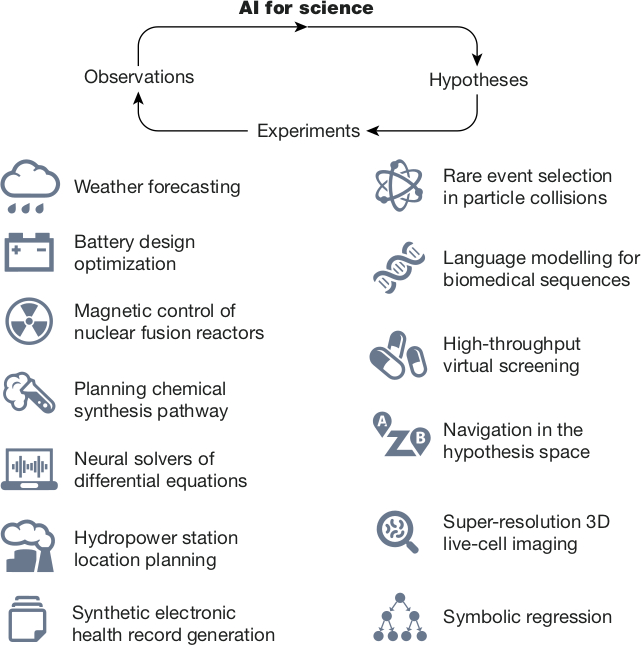 AI for science
Observations
Hypotheses
Experiments
Weather forecasting
Battery design
optimization
Magnetic control of
nuclear fusion reactors
Planning chemical
synthesis pathway
Neural solvers of
differential equations
Hydropower station
location planning
Synthetic electronic
health record generation
Rare event selection
in particle collisions
Language modelling for
biomedical sequences
High-throughput
virtual screening
A
B
Navigation in the
hypothesis space
Super-resolution 3D
live-cell imaging
Symbolic regression